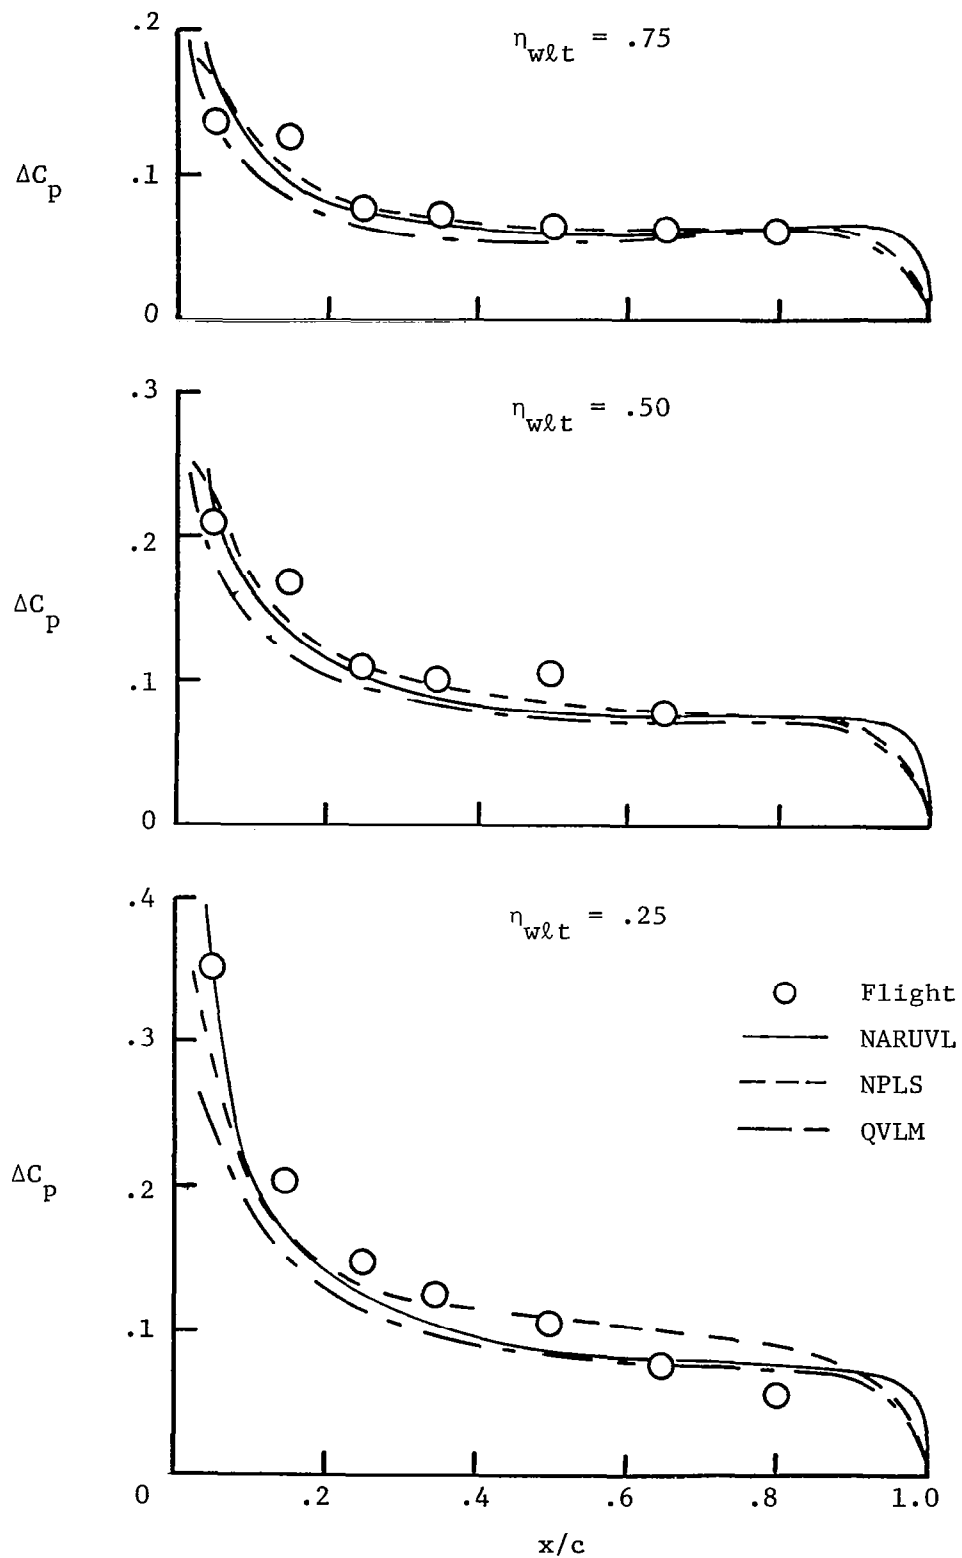 .2
η_wℓt = .75
ΔC_p
.1
0
.3
η_wℓt = .50
.2
ΔC_p
.1
0
.4
η_wℓt = .25
Flight
.3
NARUVL
NPLS
QVLM
ΔC_p
.2
.1
0 .2 .4 .6 .8 1.0
x/c